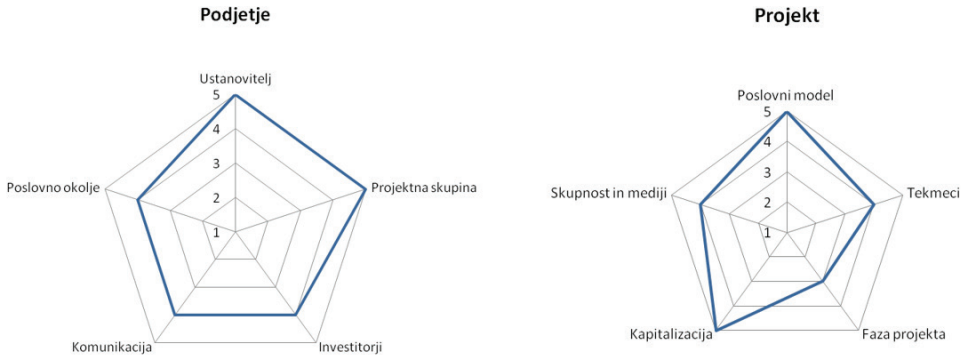 Podjetje
Ustanovitelj
5
4
3
2
1
Poslovno okolje
Projektna skupina
Komunikacija
Investitorji
Projekt
Poslovni model
5
4
3
2
1
Skupnost in mediji
Tekmeci
Kapitalizacija
Faza projekta